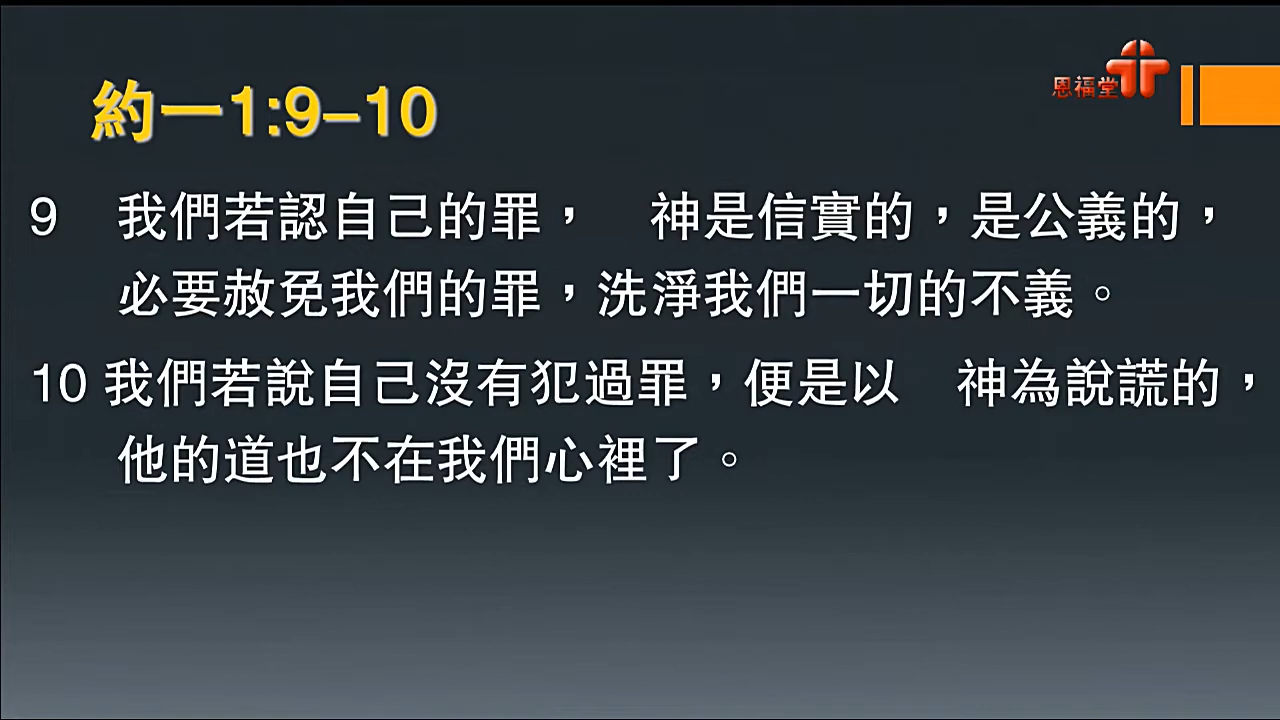 恩福堂
約一1:9–10
9　我們若認自己的罪，　神是信實的，是公義的，
必要赦免我們的罪，洗淨我們一切的不義。
10 我們若說自己沒有犯過罪，便是以　神為說謊的，
他的道也不在我們心裡了。